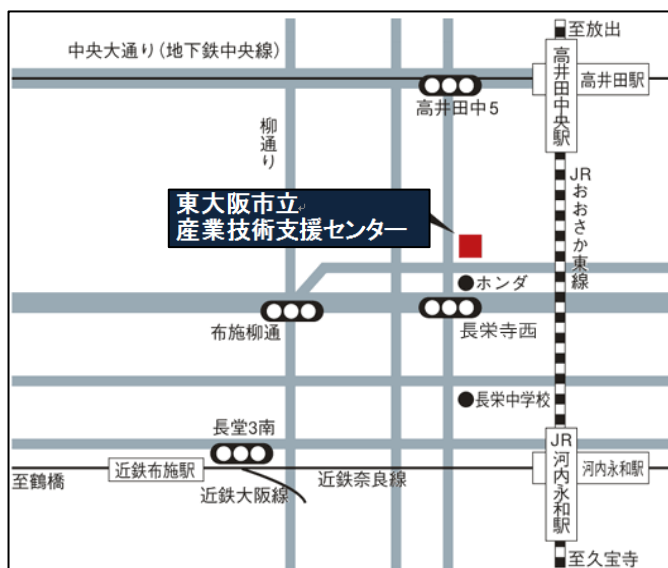 至放出
中央大通り（地下鉄中央線）
高井田中央駅
高井田駅
高井田中5
柳通り
JRおおさか東線
東大阪市立
産業技術支援センター
ホンダ
布施柳通
長栄寺西
長栄中学校
長堂3南
JR河内永和駅
近鉄布施駅
近鉄奈良線
河内永和駅
至鶴橋
近鉄大阪線
至久宝寺